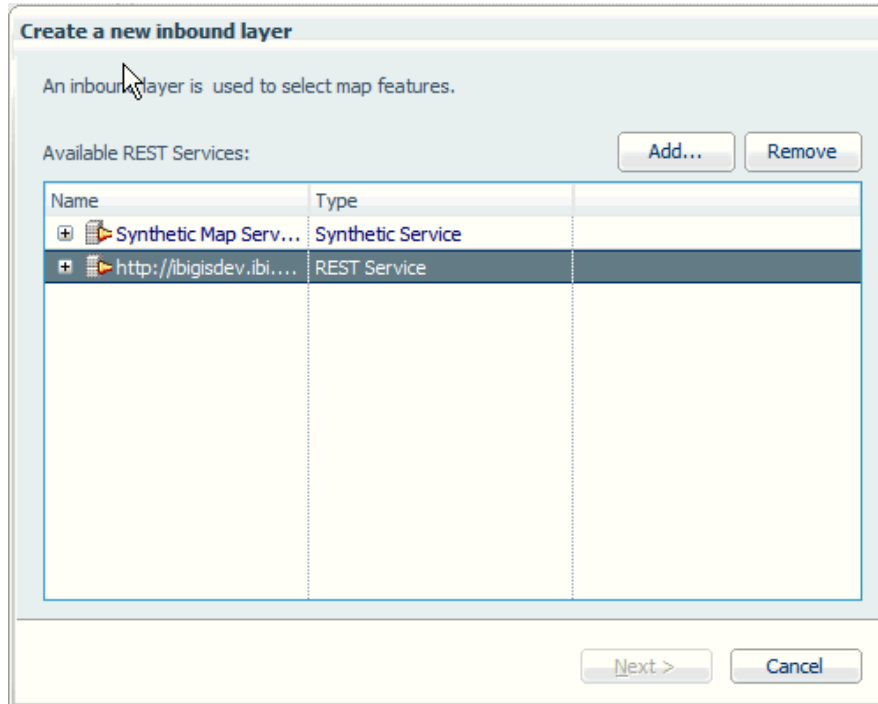 Create a new inbound layer
An inbound layer is used to select map features.
Available REST Services:
Add...
Remove
Name
Type
Synthetic Map Serv...
Synthetic Service
http://ibigisdev.ibi....
REST Service
Next >
Cancel